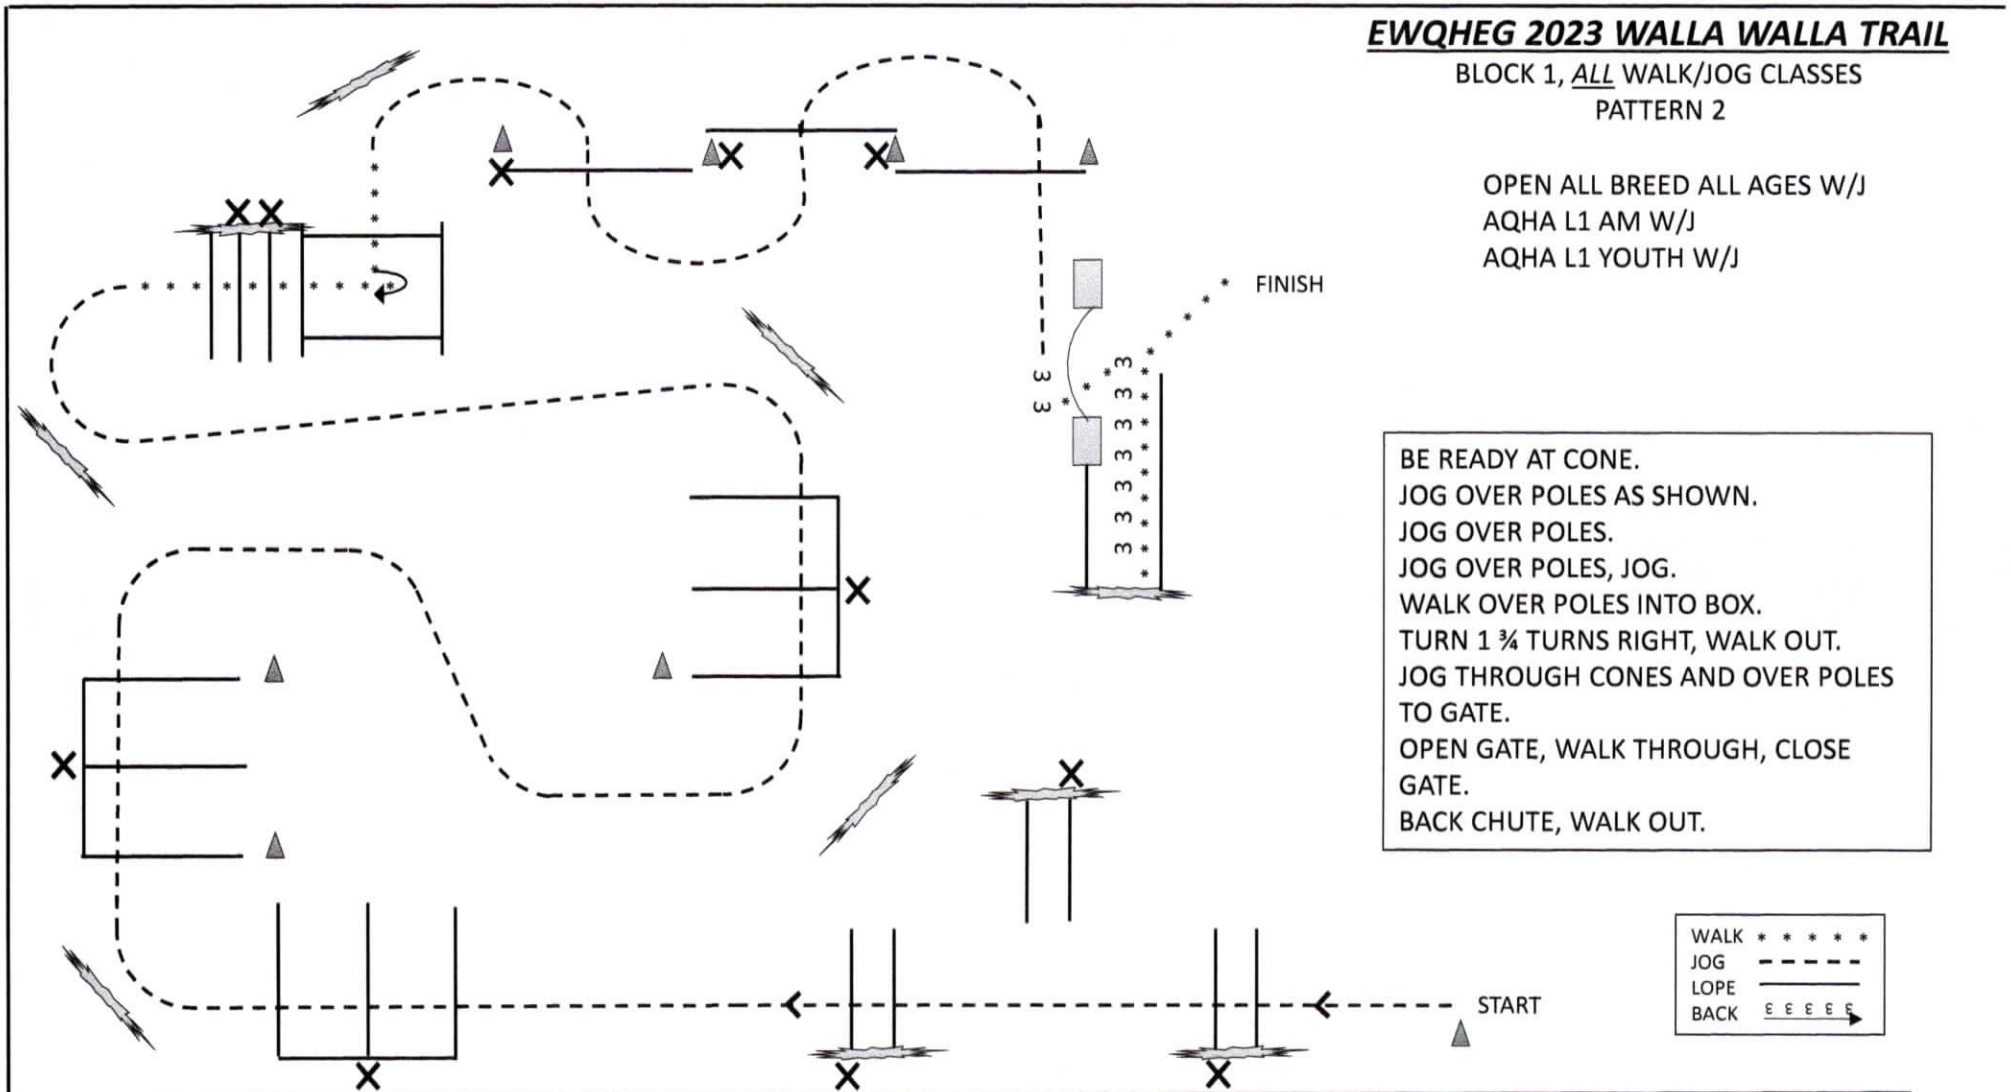 EWQHEG 2023 WALLA WALLA TRAIL
BLOCK 1, ALL WALK/JOG CLASSES
PATTERN 2
OPEN ALL BREED ALL AGES W/J
AQHA L1 AM W/J
AQHA L1 YOUTH W/J
FINISH
BE READY AT CONE.
JOG OVER POLES AS SHOWN.
JOG OVER POLES.
JOG OVER POLES, JOG.
WALK OVER POLES INTO BOX.
TURN 1 ¾ TURNS RIGHT, WALK OUT.
JOG THROUGH CONES AND OVER POLES
TO GATE.
OPEN GATE, WALK THROUGH, CLOSE
GATE.
BACK CHUTE, WALK OUT.
START
WALK
JOG
LOPE
BACK